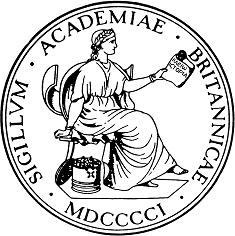 · SIGILLVM · ACADEMIAE · BRITANNICAE ·
MDCCCCI